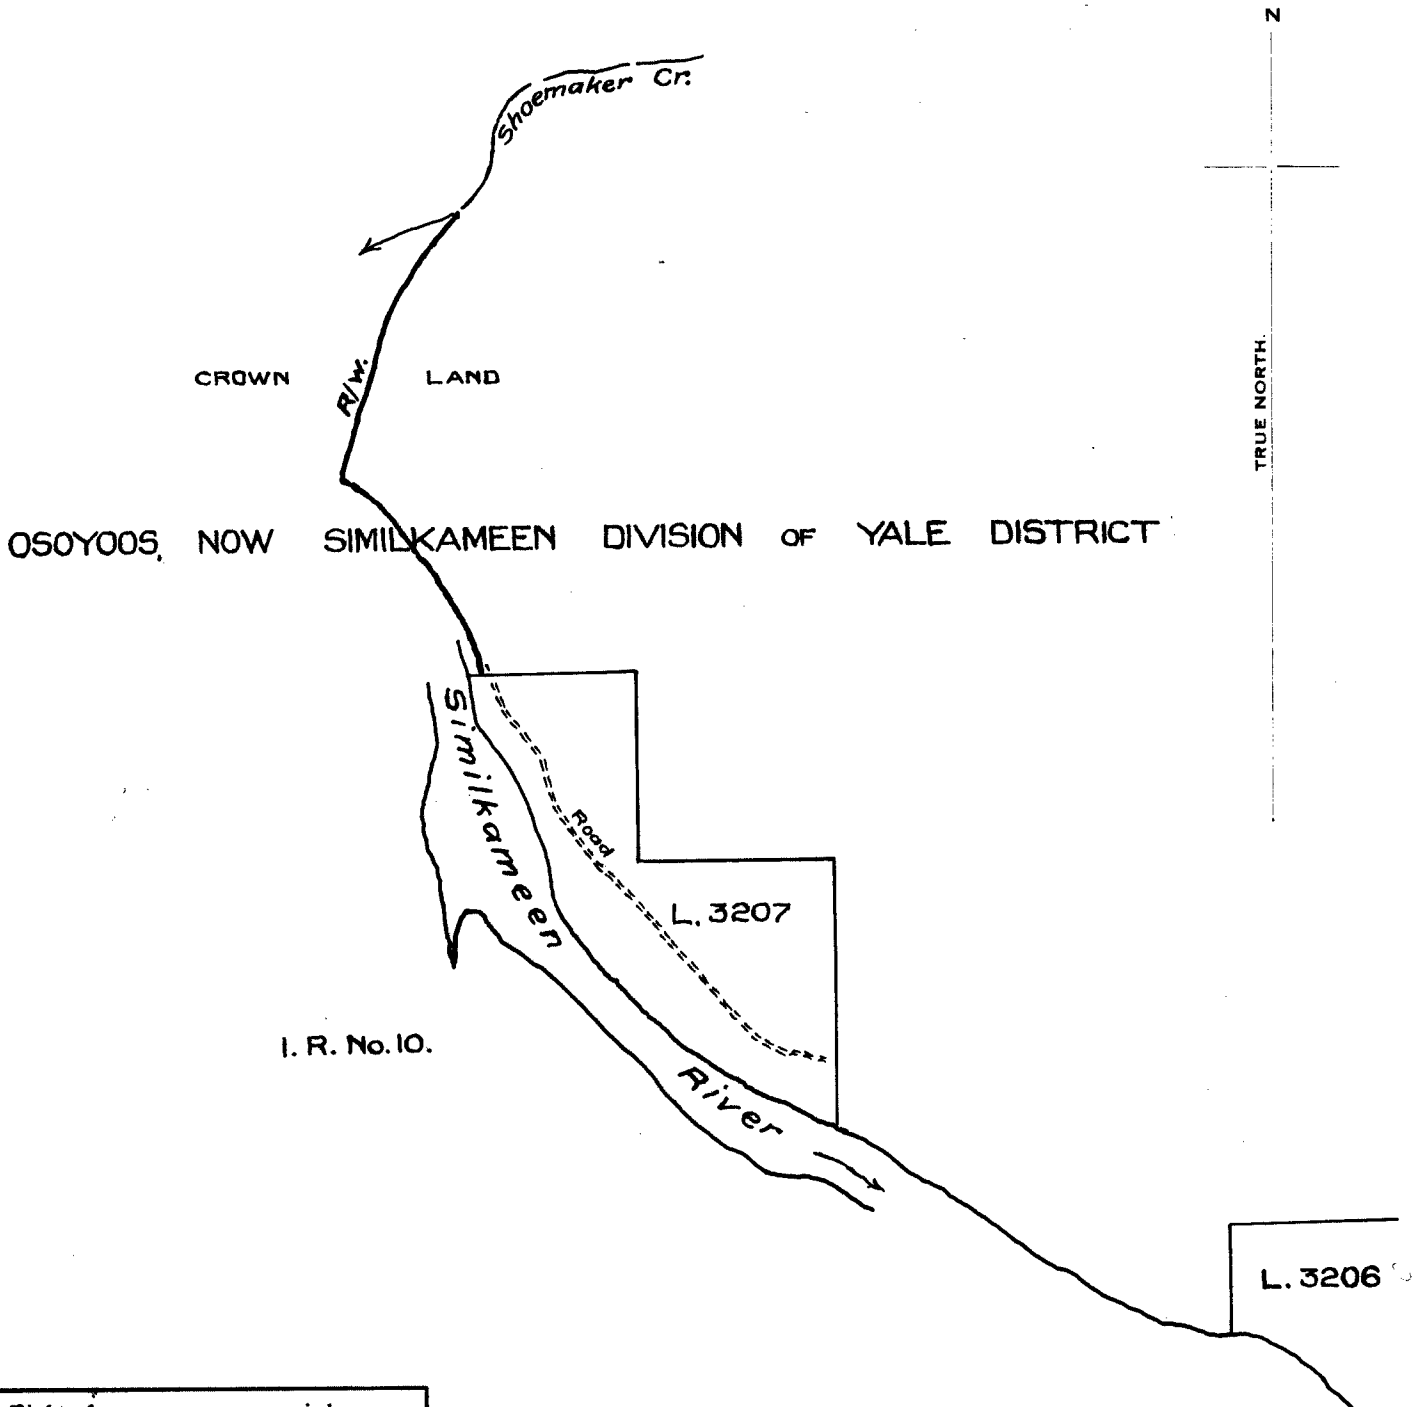 N
Shoemaker Cr.
TRUE NORTH.
CROWN R/W. LAND
OSOYOOS, NOW SIMILKAMEEN DIVISION OF YALE DISTRICT
Similkameen River
Road
L. 3207
I. R. No. 10.
L. 3206